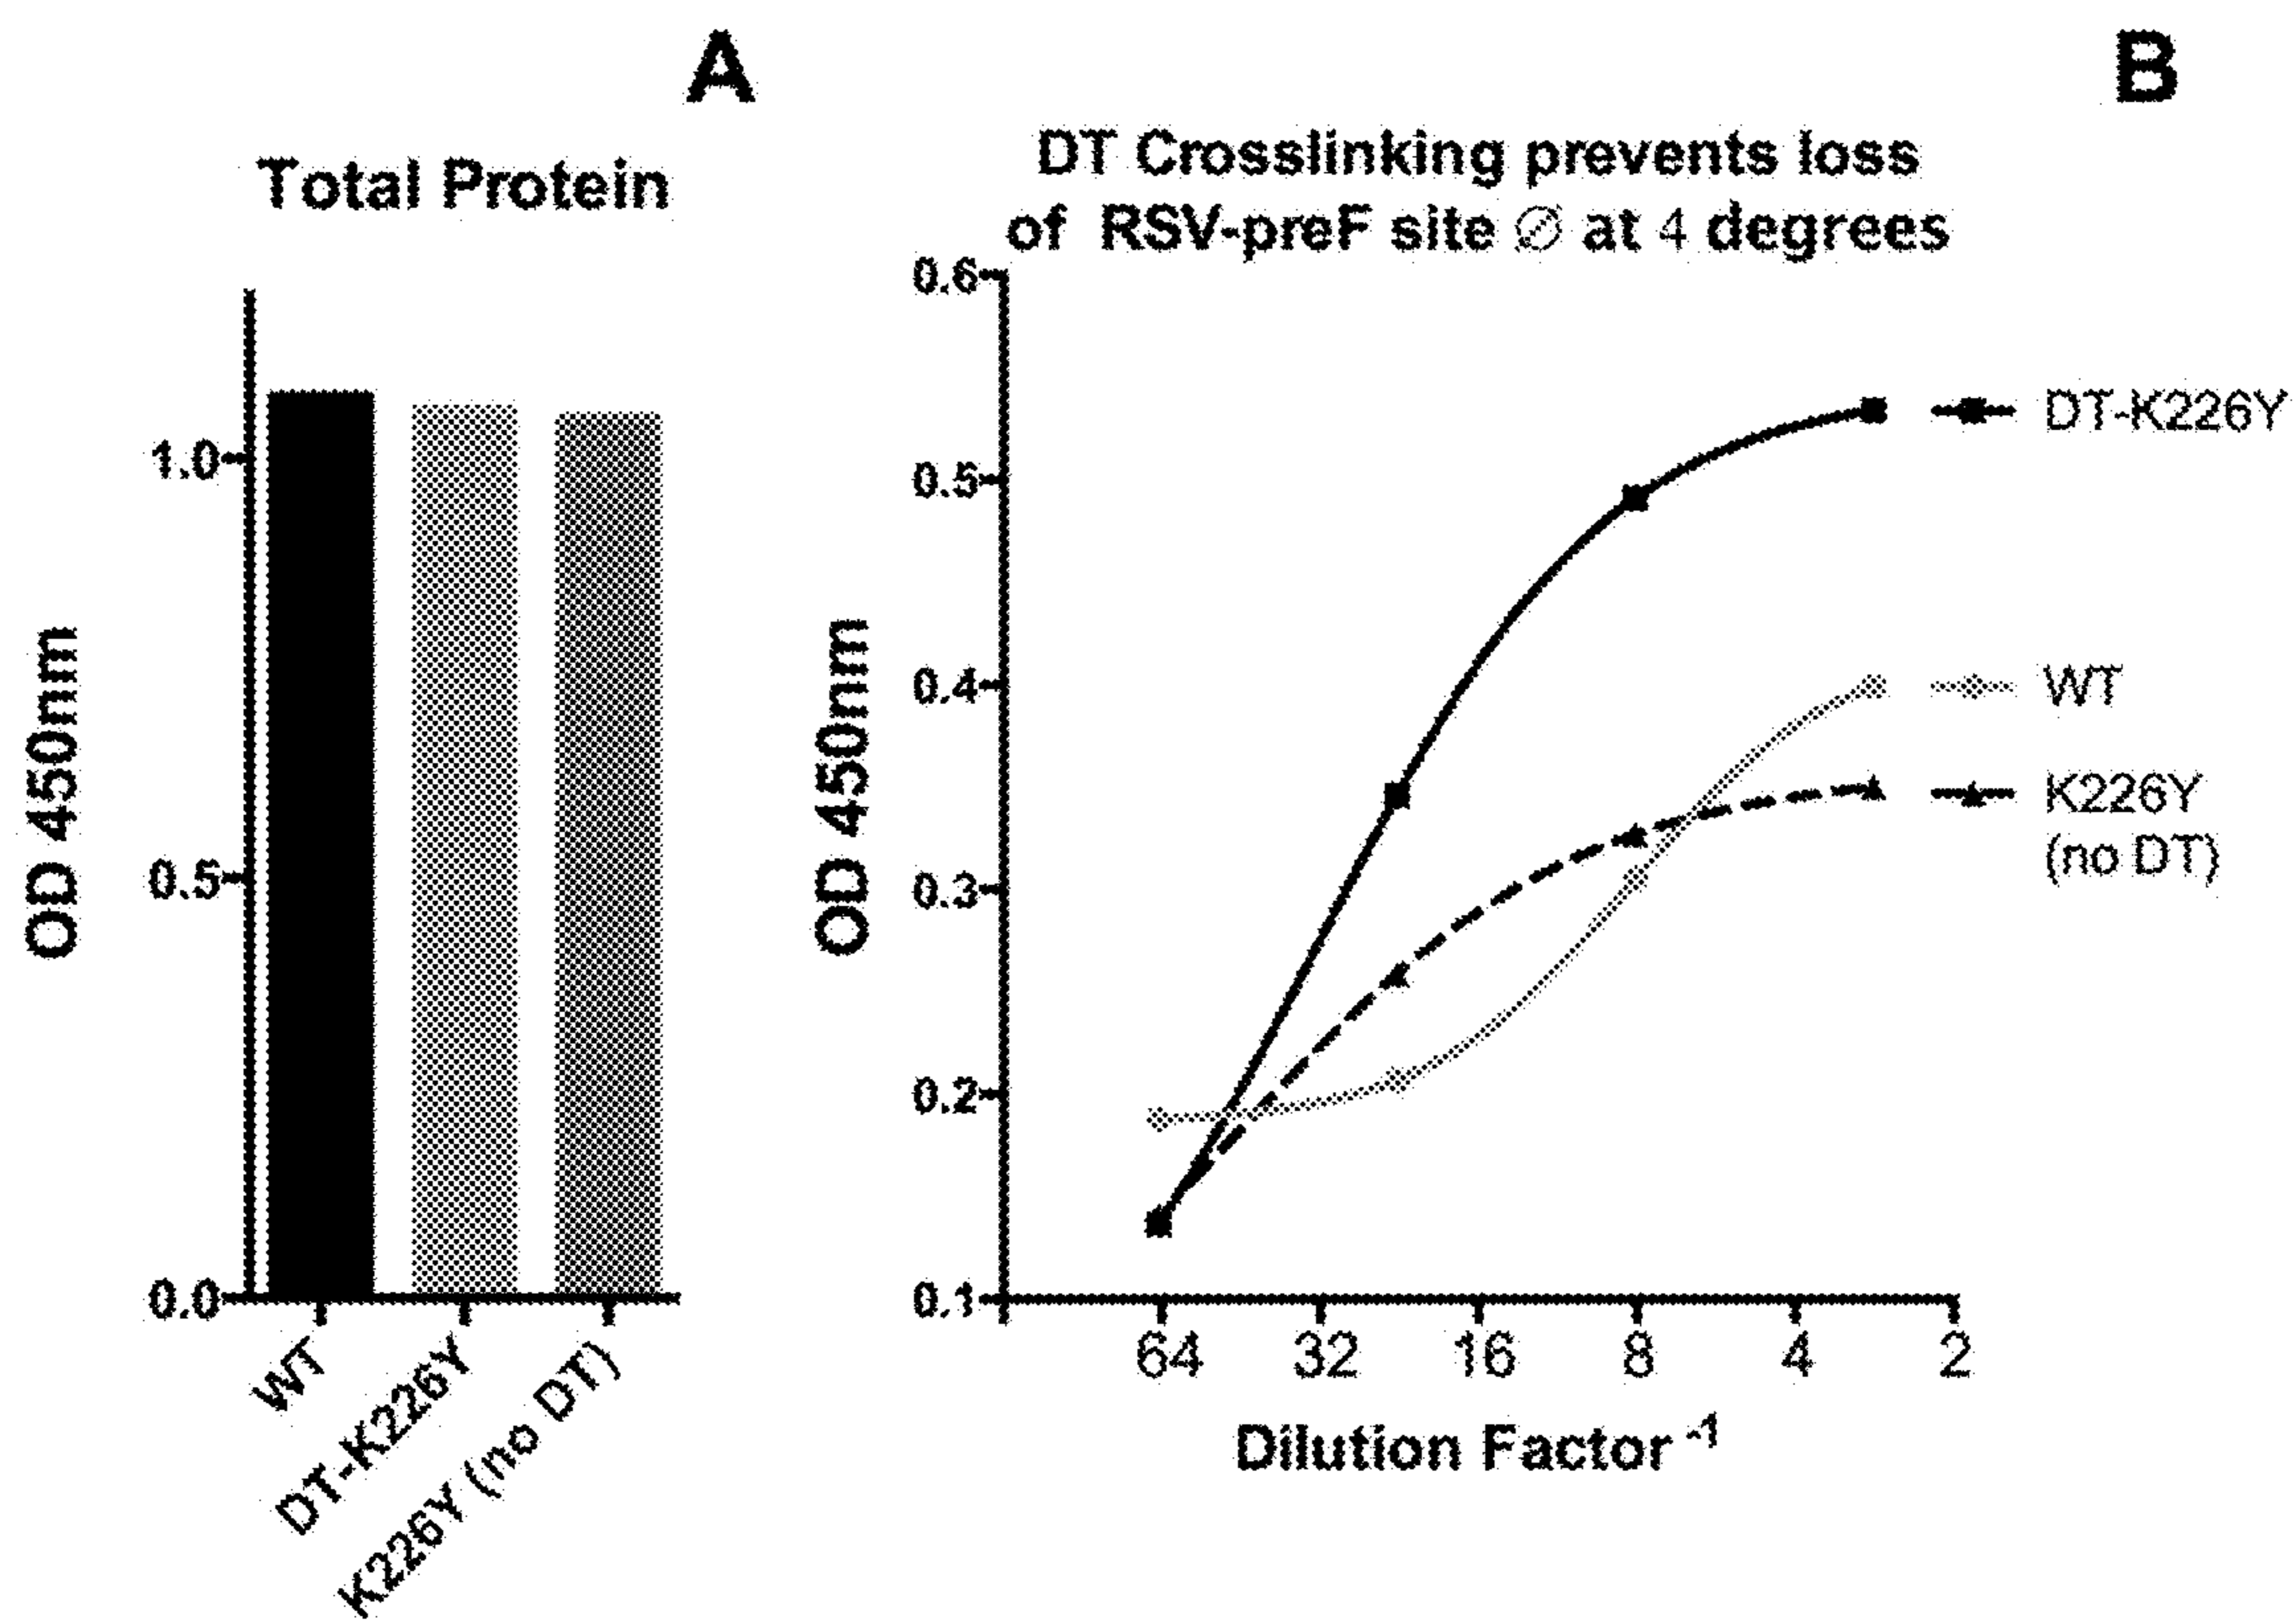 A
Total Protein
OD 450nm
1.0
0.5
0.0
WT
DT-K226Y
K226Y (no DT)
B
DT Crosslinking prevents loss
of RSV-preF site ∅ at 4 degrees
OD 450nm
0.6
0.5
0.4
0.3
0.2
0.1
64 32 16 8 4 2
Dilution Factor -1
DT-K226Y
WT
K226Y
(no DT)